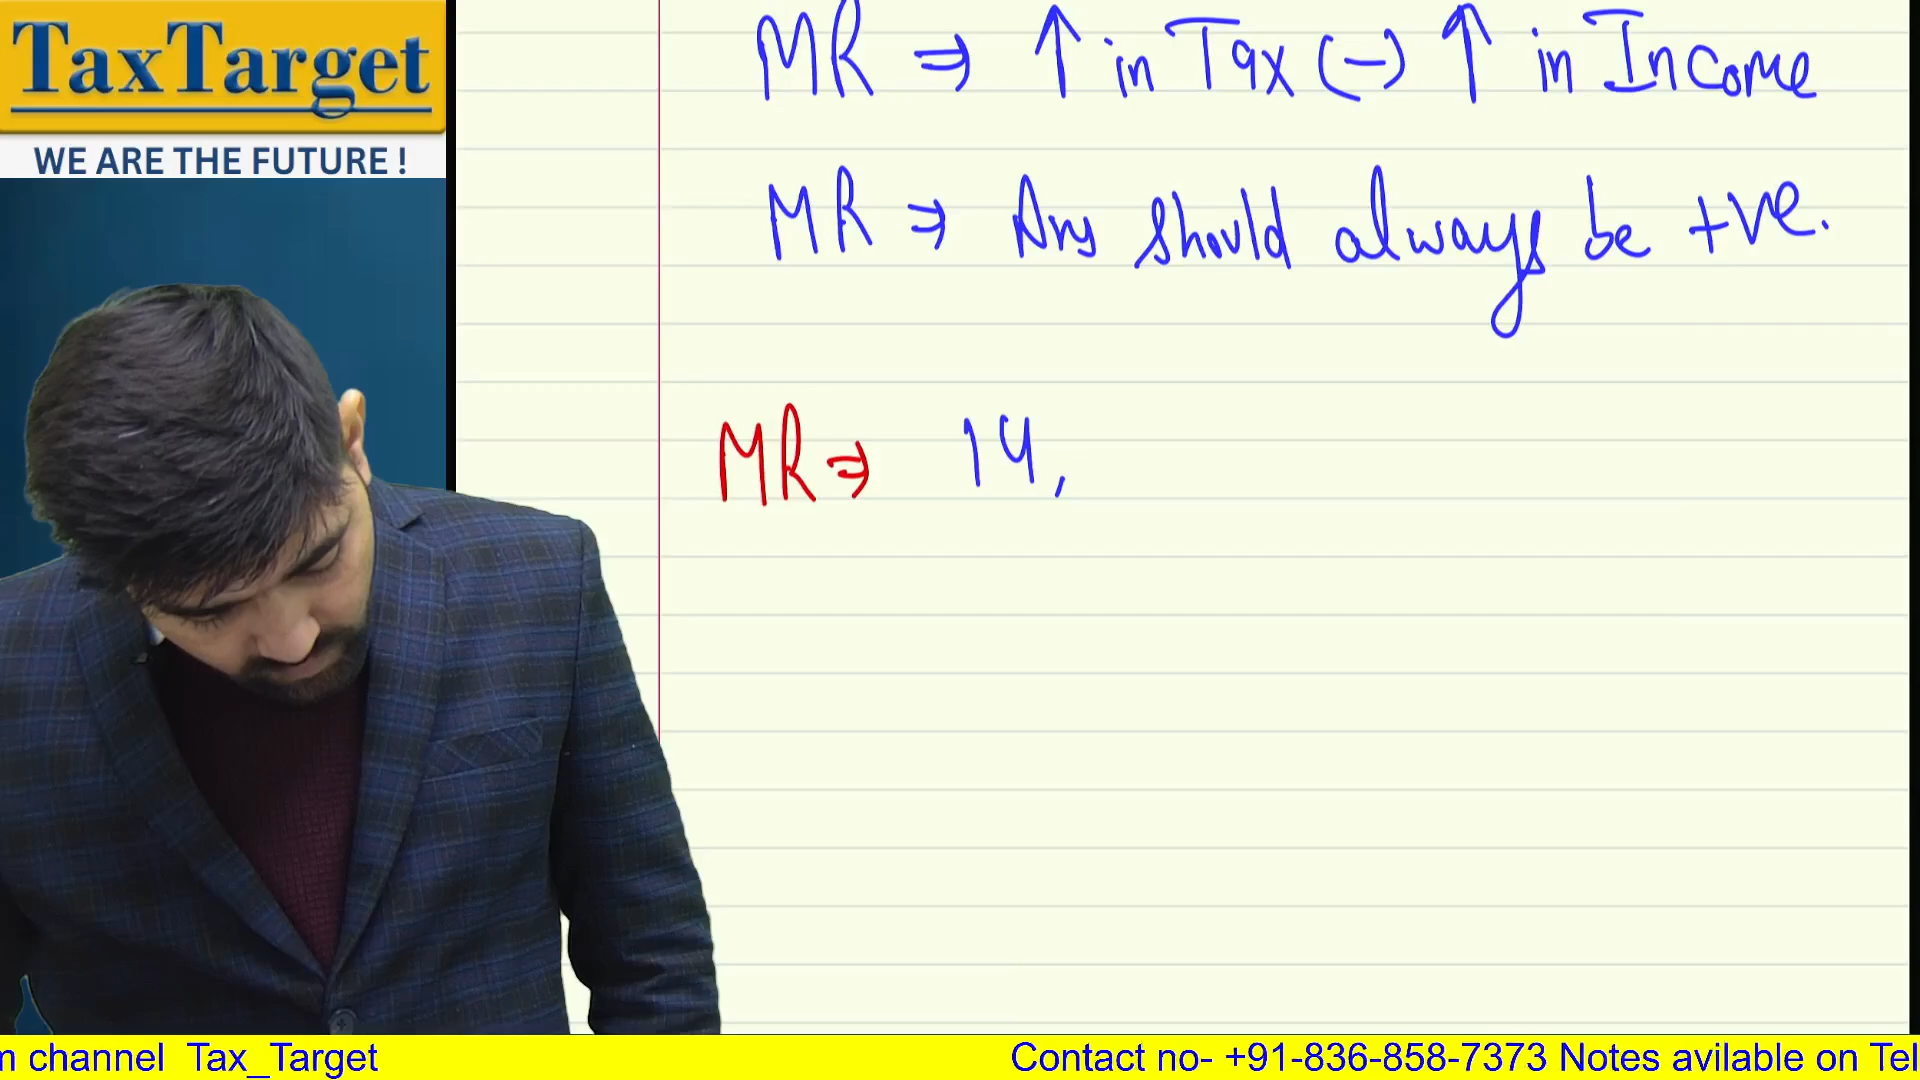 TaxTarget
WE ARE THE FUTURE !
MR ⇒ ↑ in Tax (-) ↑ in Income
MR ⇒ Ans should always be +ve.
MR ⇒ 14,
m channel Tax_Target
Contact no- +91-836-858-7373 Notes avilable on Tel